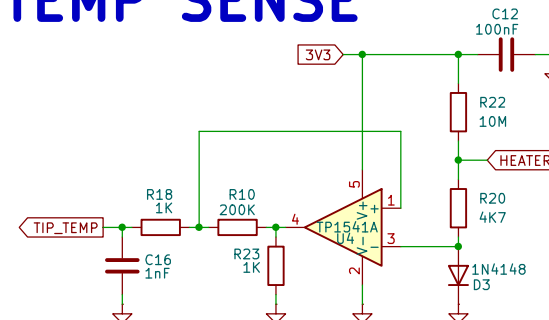 TEMP SENSE
C12
100nF
3V3
R22
10M
HEATER
5
V+
+
1
R18
1K
R10
200K
R20
4K7
TIP_TEMP
4
TP1541A
U4
-
3
V-
2
R23
1K
C16
1nF
1N4148
D3